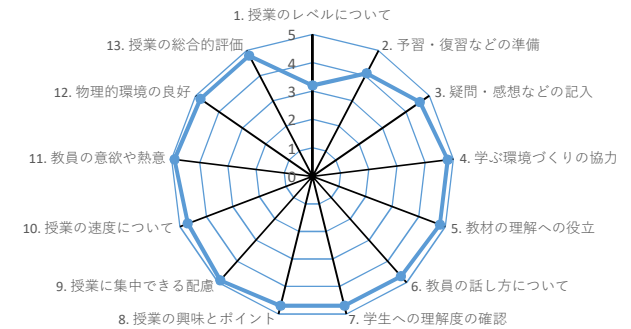 1. 授業のレベルについて
2. 予習・復習などの準備
3. 疑問・感想などの記入
4. 学ぶ環境づくりの協力
5. 教材の理解への役立
6. 教員の話し方について
7. 学生への理解度の確認
8. 授業の興味とポイント
9. 授業に集中できる配慮
10. 授業の速度について
11. 教員の意欲や熱意
12. 物理的環境の良好
13. 授業の総合的評価
5
4
3
2
1
0